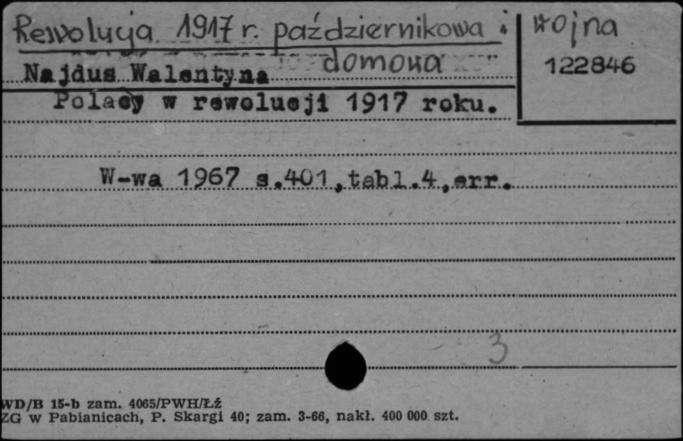 Rewolucja 1917 r. październikowa i wojna
domowa
122846
Najdus Walentyna
Polacy w rewolucji 1917 roku.
W-wa 1967 s.401,tabl.4,err.
3
WD/B 15-b zam. 4065/PWH/Łź
ZG w Pabianicach, P. Skargi 40; zam. 3-66, nakł. 400 000 szt.